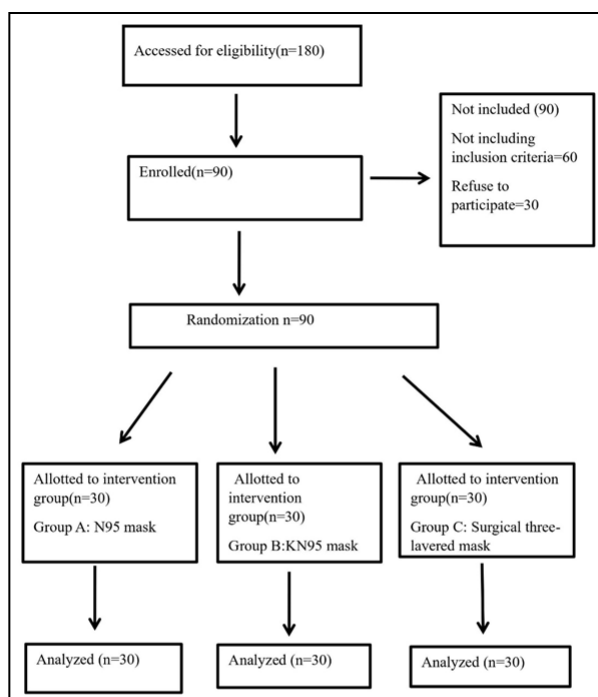 Accessed for eligibility(n=180)
Not included (90)
Not including
inclusion criteria=60
Refuse to
participate=30
Enrolled(n=90)
Randomization n=90
Allotted to intervention
group(n=30)
Group A: N95 mask
Allotted to
intervention
group(n=30)
Group B:KN95 mask
Allotted to intervention
group(n=30)
Group C: Surgical three-
lavered mask
Analyzed (n=30)
Analyzed (n=30)
Analyzed (n=30)